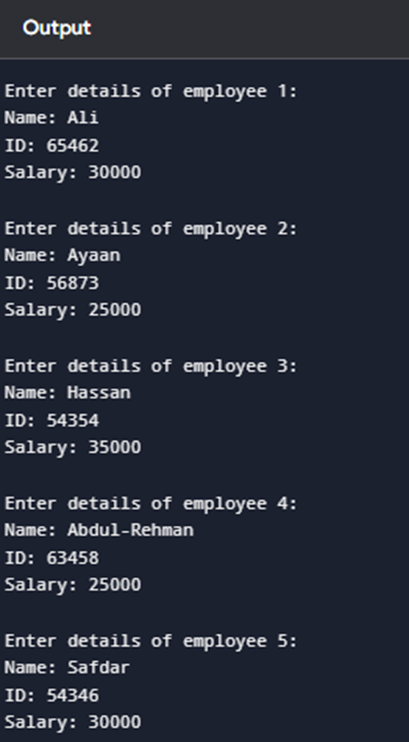 Output
Enter details of employee 1:
Name: Ali
ID: 65462
Salary: 30000
Enter details of employee 2:
Name: Ayaan
ID: 56873
Salary: 25000
Enter details of employee 3:
Name: Hassan
ID: 54354
Salary: 35000
Enter details of employee 4:
Name: Abdul-Rehman
ID: 63458
Salary: 25000
Enter details of employee 5:
Name: Safdar
ID: 54346
Salary: 30000